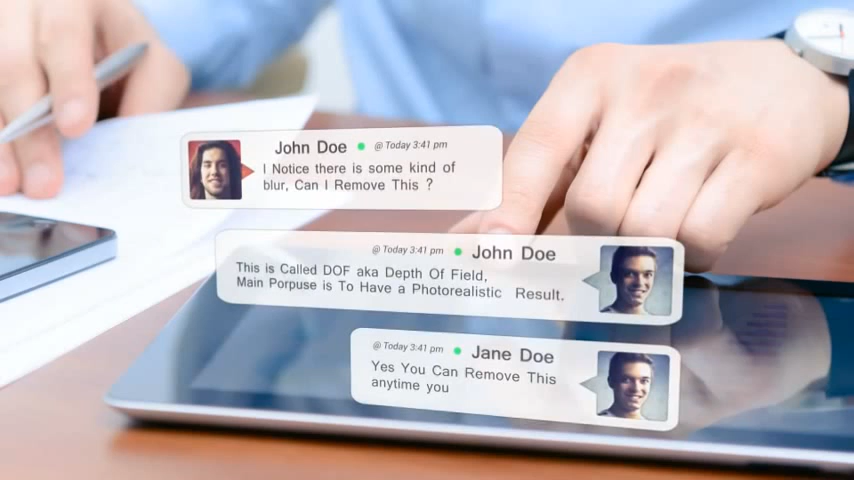 John Doe @ Today 3:41 pm
I Notice there is some kind of
blur, Can I Remove This ?
@ Today 3:41 pm John Doe
This is Called DOF aka Depth Of Field,
Main Porpuse is To Have a Photorealistic Result.
@ Today 3:41 pm Jane Doe
Yes You Can Remove This
anytime you